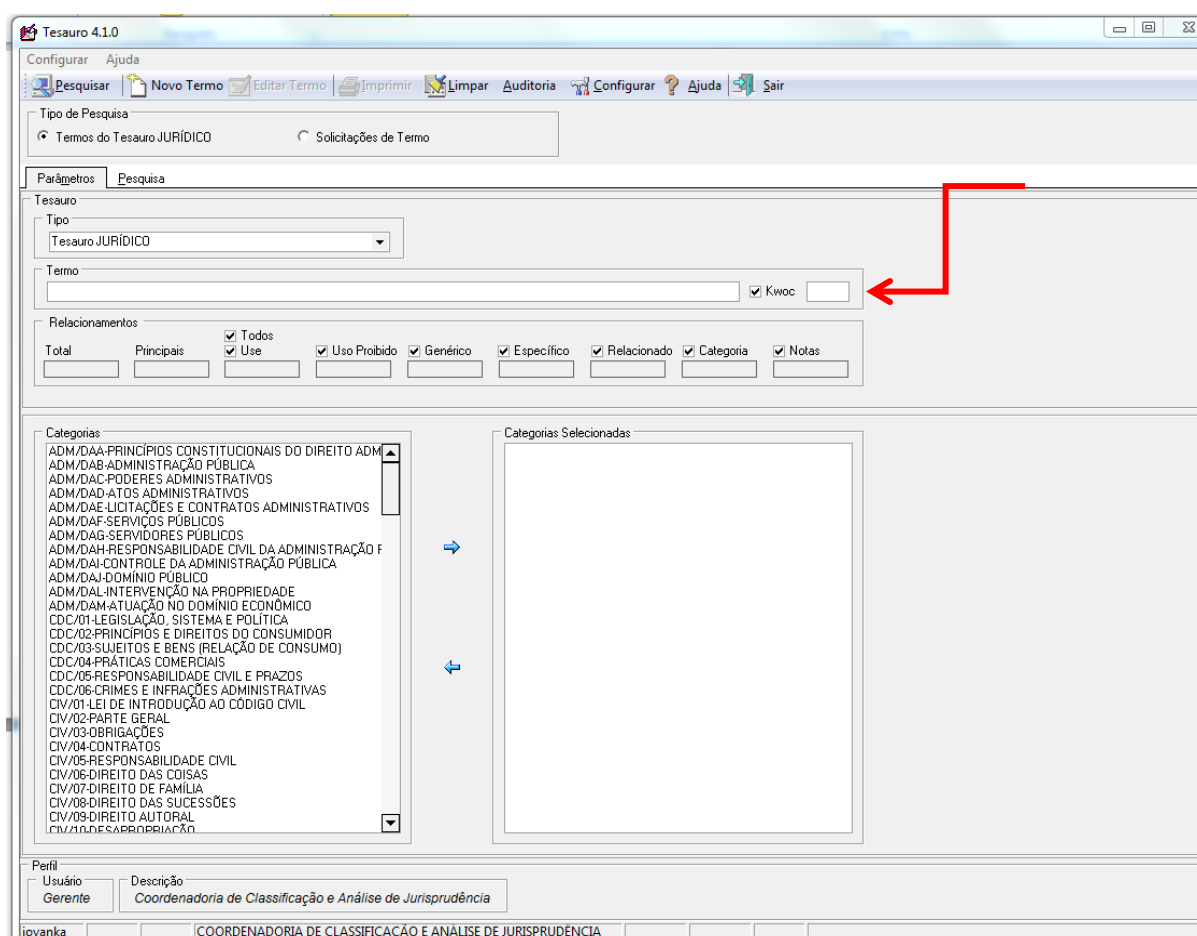 Tesauro 4.1.0
Configurar Ajuda
Pesquisar Novo Termo Editar Termo Imprimir Limpar Auditoria Configurar Ajuda Sair
Tipo de Pesquisa
Termos do Tesauro JURÍDICO Solicitações de Termo
Parâmetros Pesquisa
Tesauro
Tipo
Tesauro JURÍDICO
Termo
Kwoc
Relacionamentos
Todos
Total Principais Use Uso Proibido Genérico Específico Relacionado Categoria Notas
Categorias Categorias Selecionadas
ADM/DAA-PRINCÍPIOS CONSTITUCIONAIS DO DIREITO ADM
ADM/DAB-ADMINISTRAÇÃO PÚBLICA
ADM/DAC-PODERES ADMINISTRATIVOS
ADM/DAD-ATOS ADMINISTRATIVOS
ADM/DAE-LICITAÇÕES E CONTRATOS ADMINISTRATIVOS
ADM/DAF-SERVIÇOS PÚBLICOS
ADM/DAG-SERVIDORES PÚBLICOS
ADM/DAH-RESPONSABILIDADE CIVIL DA ADMINISTRAÇÃO P
ADM/DAI-CONTROLE DA ADMINISTRAÇÃO PÚBLICA
ADM/DAJ-DOMÍNIO PÚBLICO
ADM/DAL-INTERVENÇÃO NA PROPRIEDADE
ADM/DAM-ATUAÇÃO NO DOMÍNIO ECONÔMICO
CDC/01-LEGISLAÇÃO, SISTEMA E POLÍTICA
CDC/02-PRINCÍPIOS E DIREITOS DO CONSUMIDOR
CDC/03-SUJEITOS E BENS (RELAÇÃO DE CONSUMO)
CDC/04-PRÁTICAS COMERCIAIS
CDC/05-RESPONSABILIDADE CIVIL E PRAZOS
CDC/06-CRIMES E INFRAÇÕES ADMINISTRATIVAS
CIV/01-LEI DE INTRODUÇÃO AO CÓDIGO CIVIL
CIV/02-PARTE GERAL
CIV/03-OBRIGAÇÕES
CIV/04-CONTRATOS
CIV/05-RESPONSABILIDADE CIVIL
CIV/06-DIREITO DAS COISAS
CIV/07-DIREITO DE FAMÍLIA
CIV/08-DIREITO DAS SUCESSÕES
CIV/09-DIREITO AUTORAL
CIV/10-DESAPROPRIAÇÃO
Perfil
Usuário Descrição
Gerente Coordenadoria de Classificação e Análise de Jurisprudência
jovanka COORDENADORIA DE CLASSIFICAÇÃO E ANÁLISE DE JURISPRUDÊNCIA